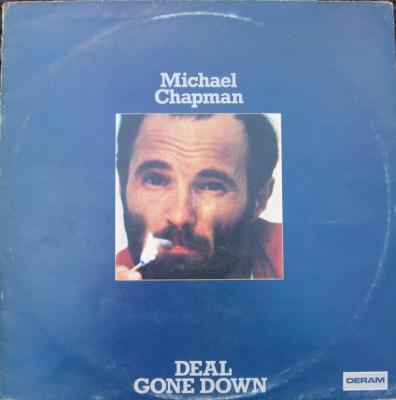 Michael
Chapman
DEAL
GONE DOWN
DERAM